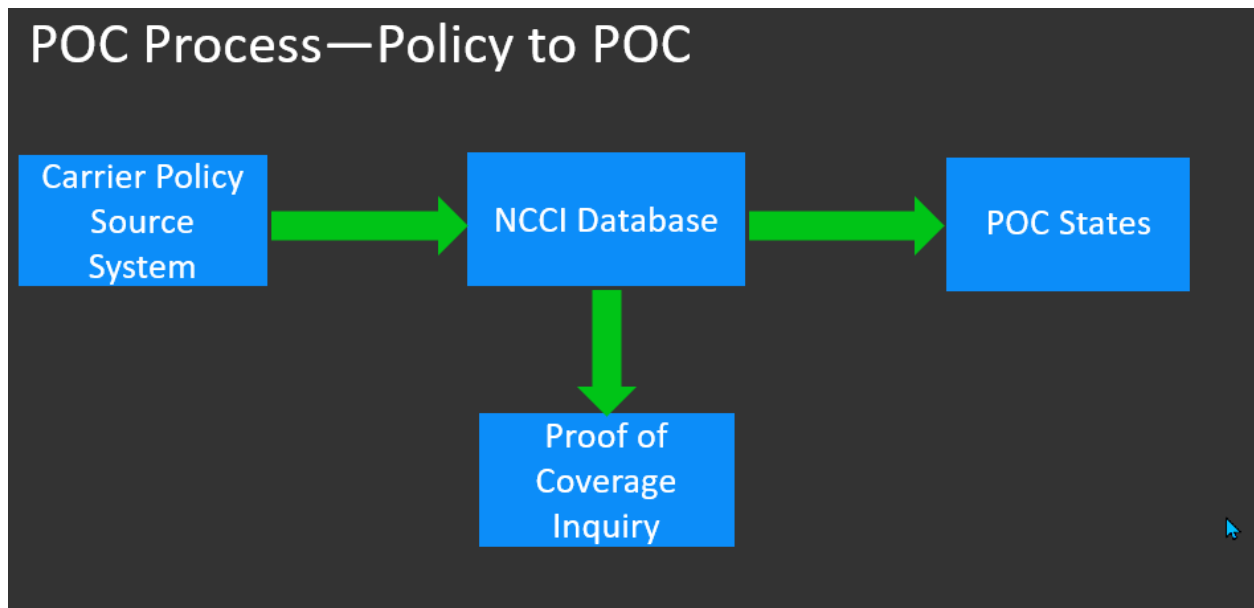 POC Process—Policy to POC
Carrier Policy
Source
System
NCCI Database
POC States
Proof of
Coverage
Inquiry